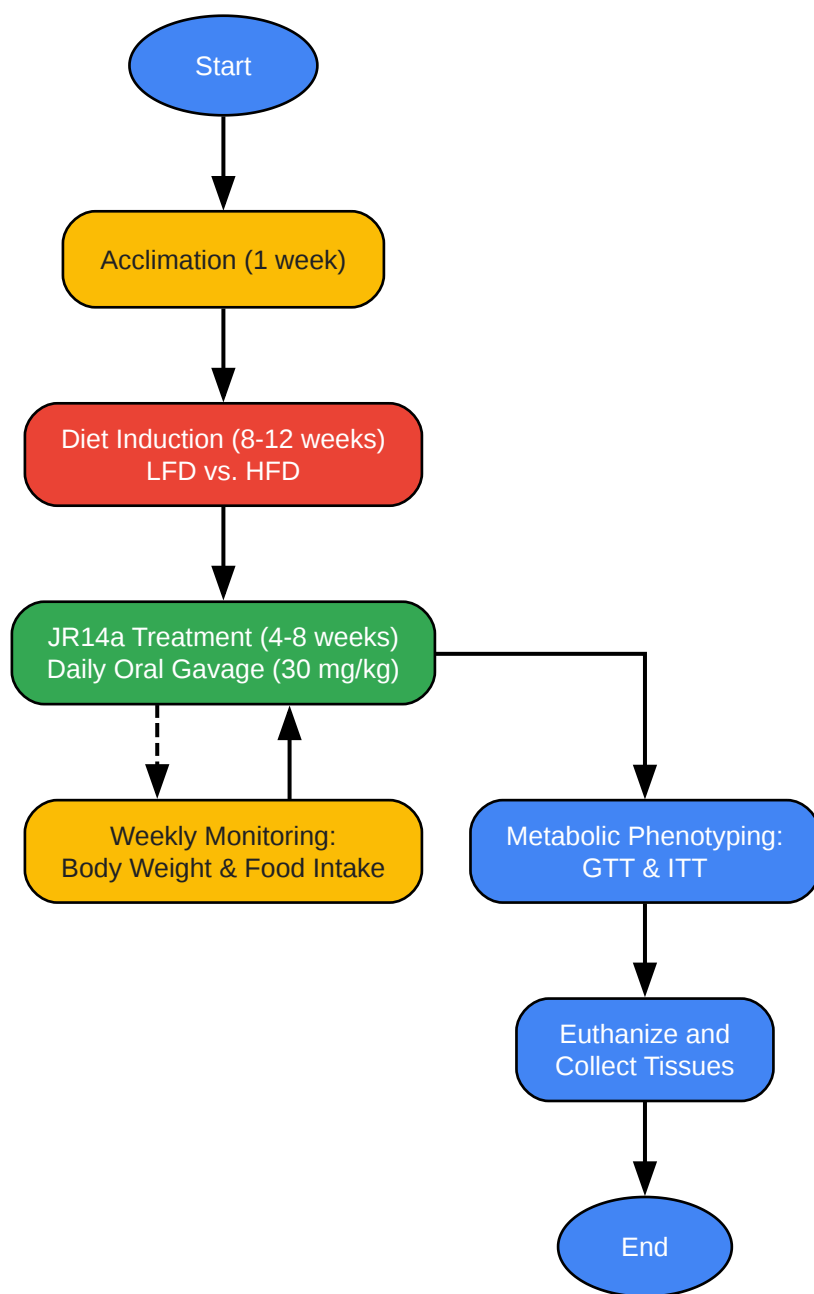 Start
Acclimation (1 week)
Diet Induction (8-12 weeks)
LFD vs. HFD
JR14a Treatment (4-8 weeks)
Daily Oral Gavage (30 mg/kg)
Weekly Monitoring:
Body Weight & Food Intake
Metabolic Phenotyping:
GTT & ITT
Euthanize and
Collect Tissues
End